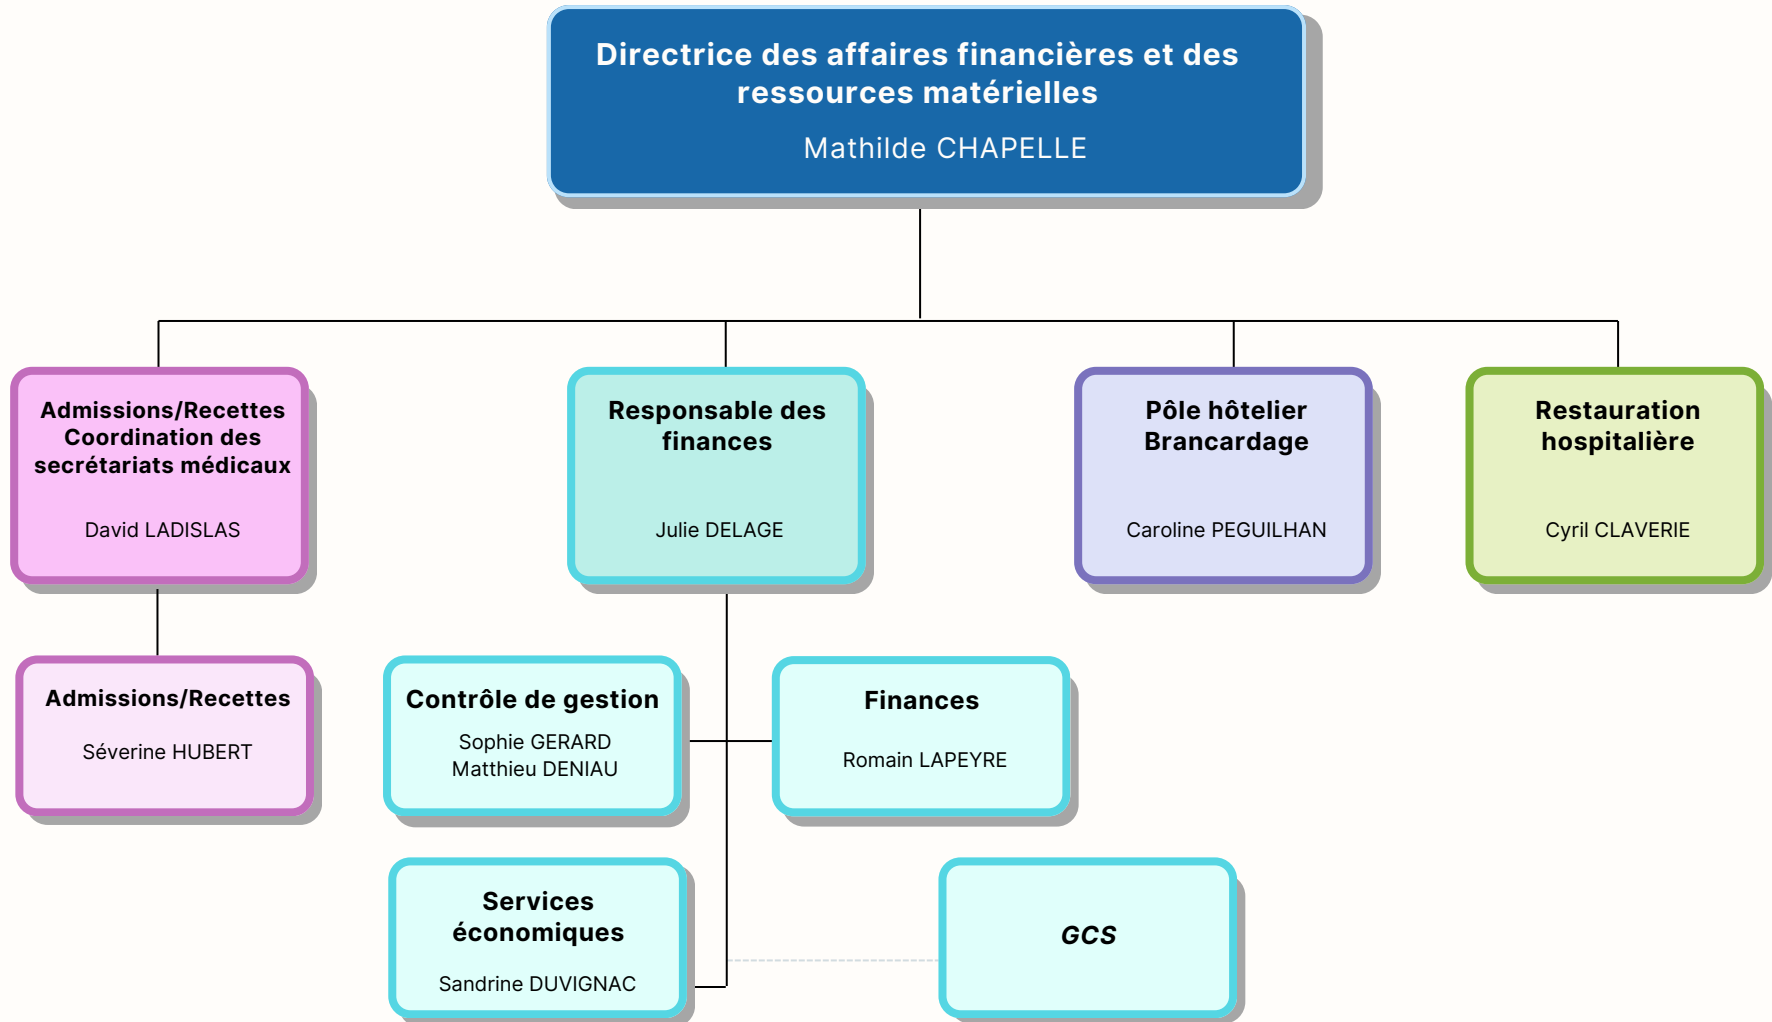 Directrice des affaires financières et des
ressources matérielles
Mathilde CHAPELLE
Admissions/Recettes
Coordination des
secrétariats médicaux
David LADISLAS
Responsable des
finances
Julie DELAGE
Pôle hôtelier
Brancardage
Caroline PEGUILHAN
Restauration
hospitalière
Cyril CLAVERIE
Admissions/Recettes
Séverine HUBERT
Contrôle de gestion
Sophie GERARD
Matthieu DENIAU
Finances
Romain LAPEYRE
Services
économiques
Sandrine DUVIGNAC
GCS